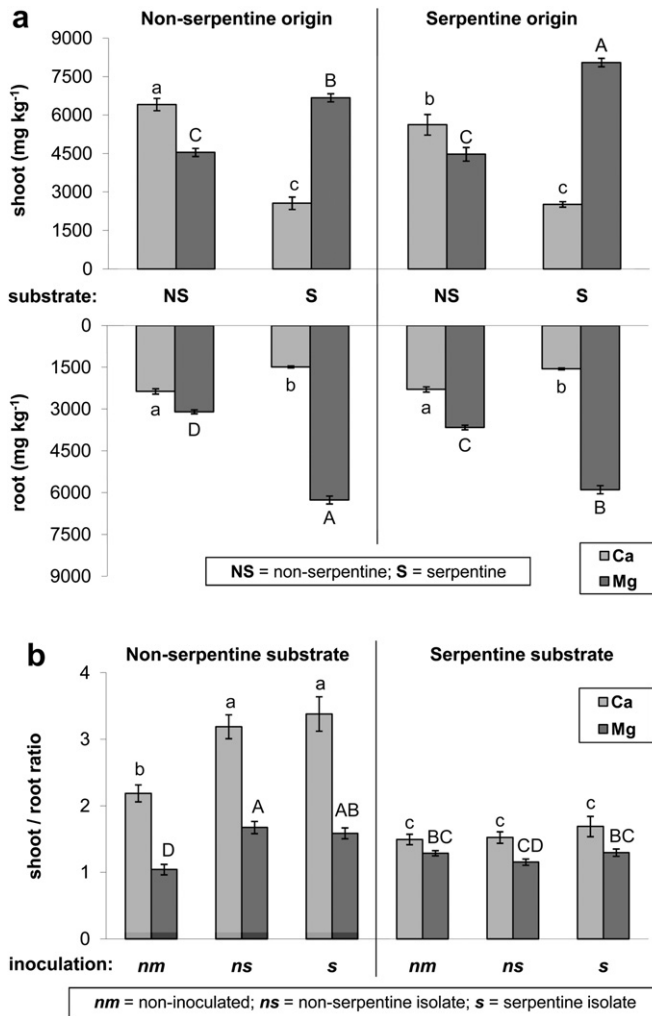 a
Non-serpentine origin Serpentine origin
shoot (mg kg⁻¹)
9000
7500
6000
4500
3000
1500
0
a C c B b C c A
substrate: NS S NS S
root (mg kg⁻¹)
0
1500
3000
4500
6000
7500
9000
a D b A a C b B
NS = non-serpentine; S = serpentine
Ca
Mg
b
Non-serpentine substrate Serpentine substrate
shoot / root ratio
4
3
2
1
0
Ca
Mg
b D a A a AB c BC c CD c BC
inoculation: nm ns s nm ns s
nm = non-inoculated; ns = non-serpentine isolate; s = serpentine isolate